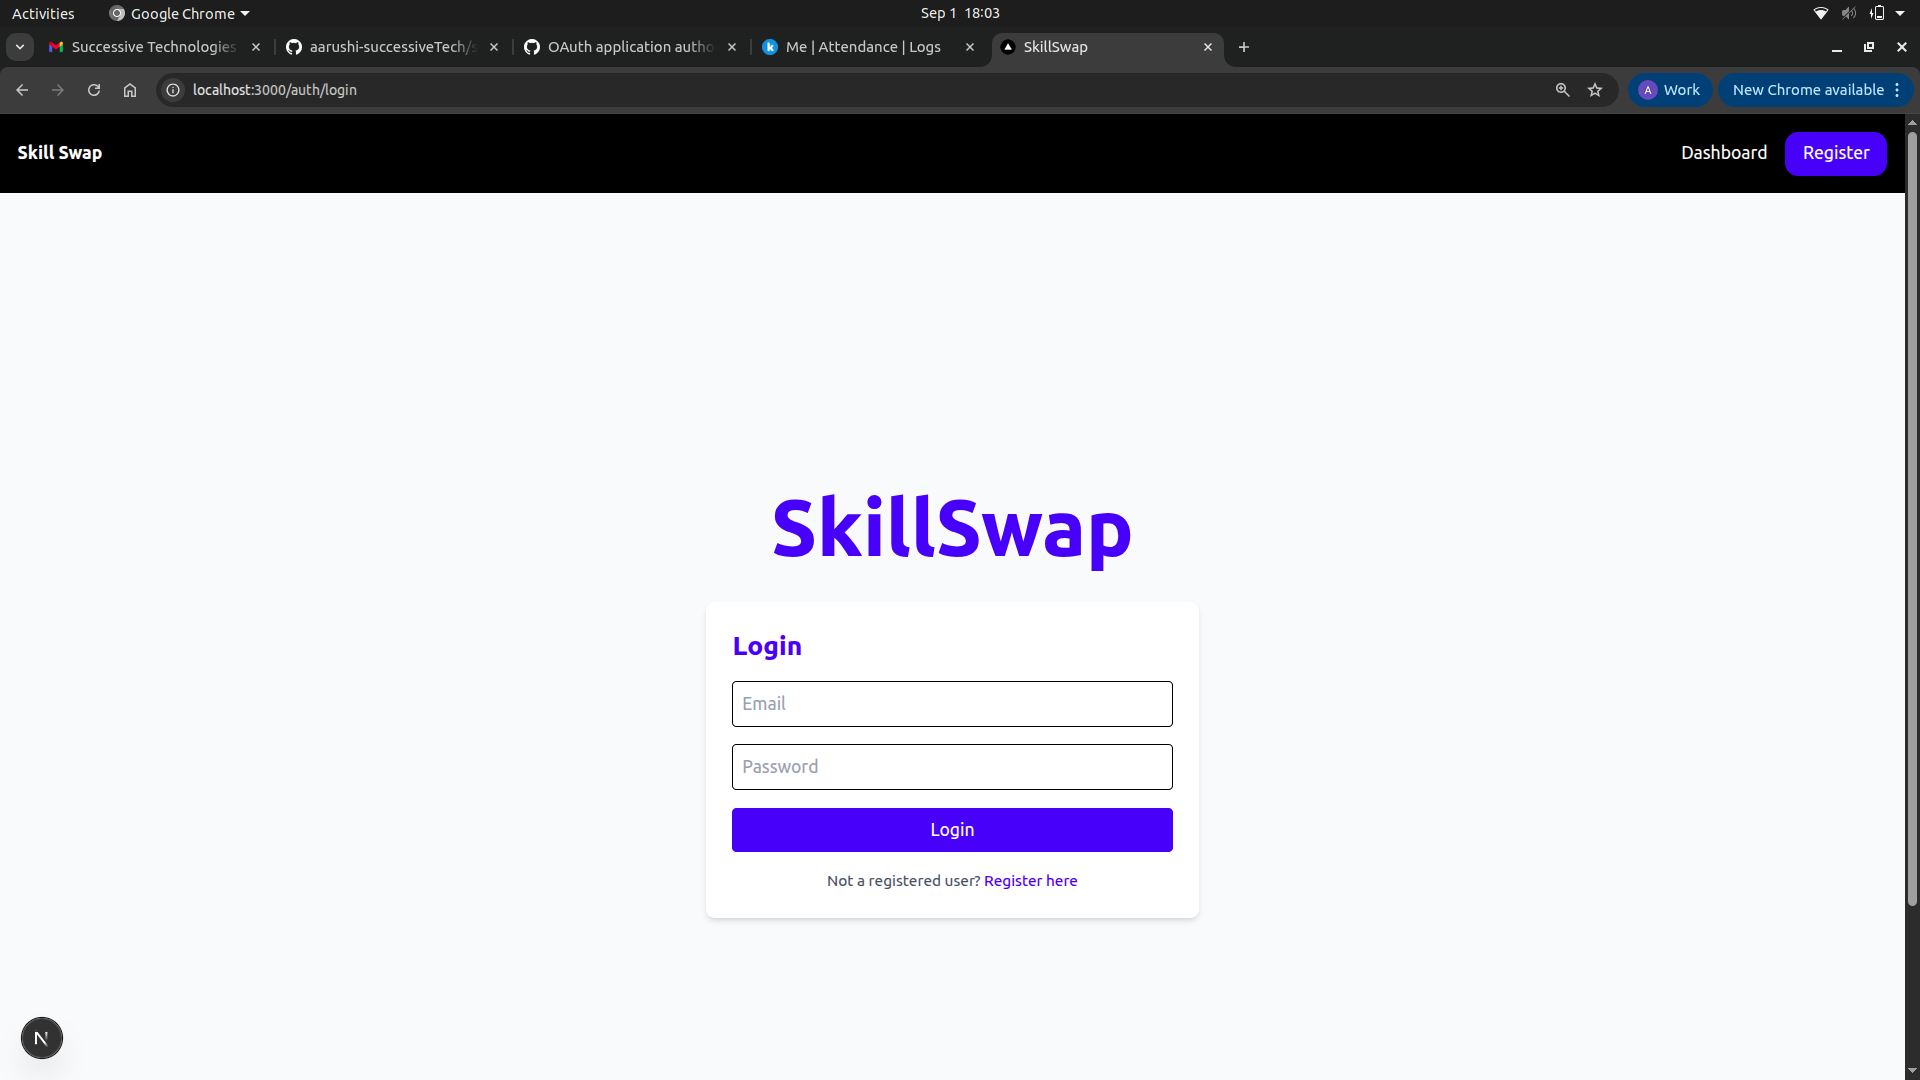 Activities
Google Chrome
Sep 1 18:03
Successive Technologies
aarushi-successiveTech/s
OAuth application autho
Me | Attendance | Logs
SkillSwap
localhost:3000/auth/login
A Work
New Chrome available
Skill Swap
Dashboard
Register
SkillSwap
Login
Email
Password
Login
Not a registered user? Register here
N